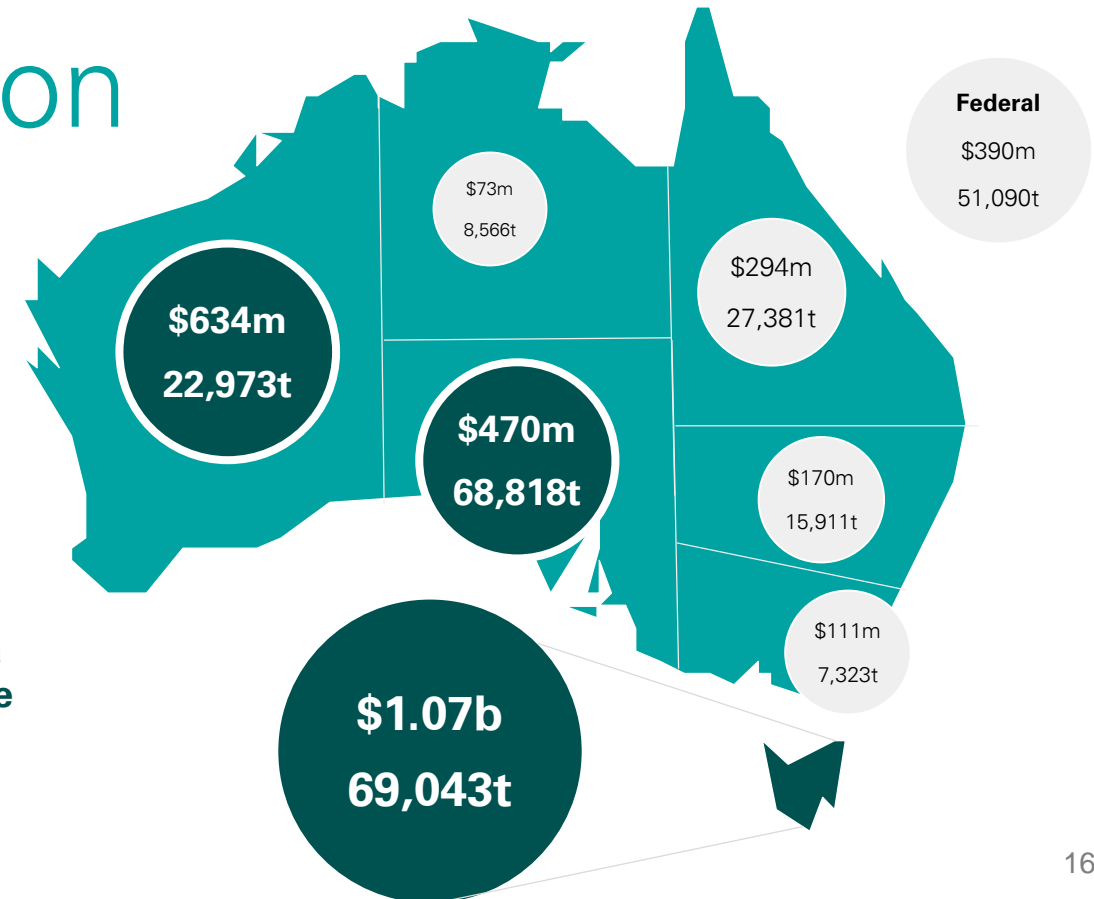 on
Federal
$390m
51,090t
$73m
8,566t
$294m
27,381t
$634m
22,973t
$470m
68,818t
$170m
15,911t
$111m
7,323t
e
$1.07b
69,043t
16